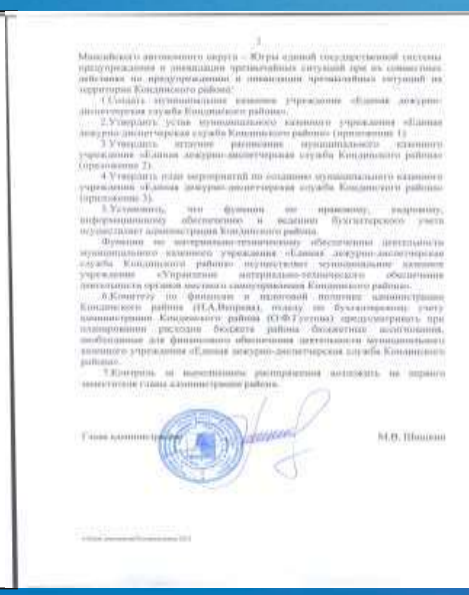 2
Мансийского автономного округа – Югры единой государственной системы
предупреждения и ликвидации чрезвычайных ситуаций при их совместных
действиях по предупреждению и ликвидации чрезвычайных ситуаций на
территории Кондинского района:
1.Создать муниципальное казенное учреждение «Единая дежурно-
диспетчерская служба Кондинского района».
2.Утвердить устав муниципального казенного учреждения «Единая
дежурно-диспетчерская служба Кондинского района» (приложение 1).
3.Утвердить штатное расписание муниципального казенного
учреждения «Единая дежурно-диспетчерская служба Кондинского района»
(приложение 2).
4.Утвердить план мероприятий по созданию муниципального казенного
учреждения «Единая дежурно-диспетчерская служба Кондинского района»
(приложение 3).
5.Установить, что функции по правовому, кадровому,
информационному обеспечению и ведению бухгалтерского учета
осуществляет администрация Кондинского района.
Функции по материально-техническому обеспечению деятельности
муниципального казенного учреждения «Единая дежурно-диспетчерская
служба Кондинского района» осуществляет муниципальное казенное
учреждение «Управление материально-технического обеспечения
деятельности органов местного самоуправления Кондинского района».
6.Комитету по финансам и налоговой политике администрации
Кондинского района отделу по бухгалтерскому учету
администрации Кондинского района предусматривать при
планировании расходов бюджета района бюджетные ассигнования,
необходимые для финансового обеспечения деятельности муниципального
казенного учреждения «Единая дежурно-диспетчерская служба Кондинского
района».
7.Контроль за выполнением распоряжения возложить на первого
заместителя главы администрации района.
Глава администрации
М.В. Шишкин